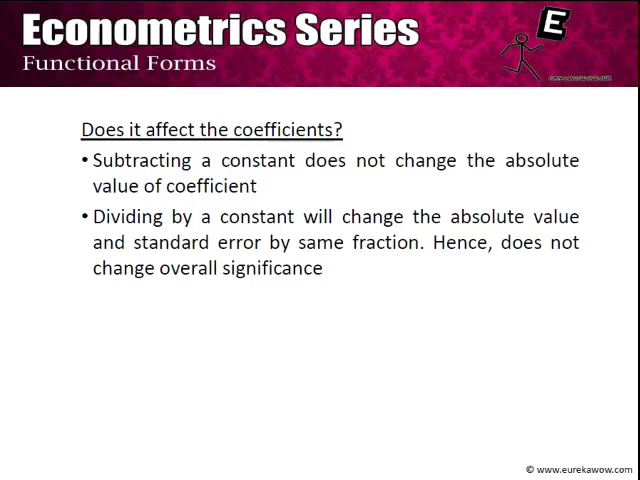 Econometrics Series
Functional Forms
E
Does it affect the coefficients?
• Subtracting a constant does not change the absolute
value of coefficient
• Dividing by a constant will change the absolute value
and standard error by same fraction. Hence, does not
change overall significance
© www.eurekawow.com